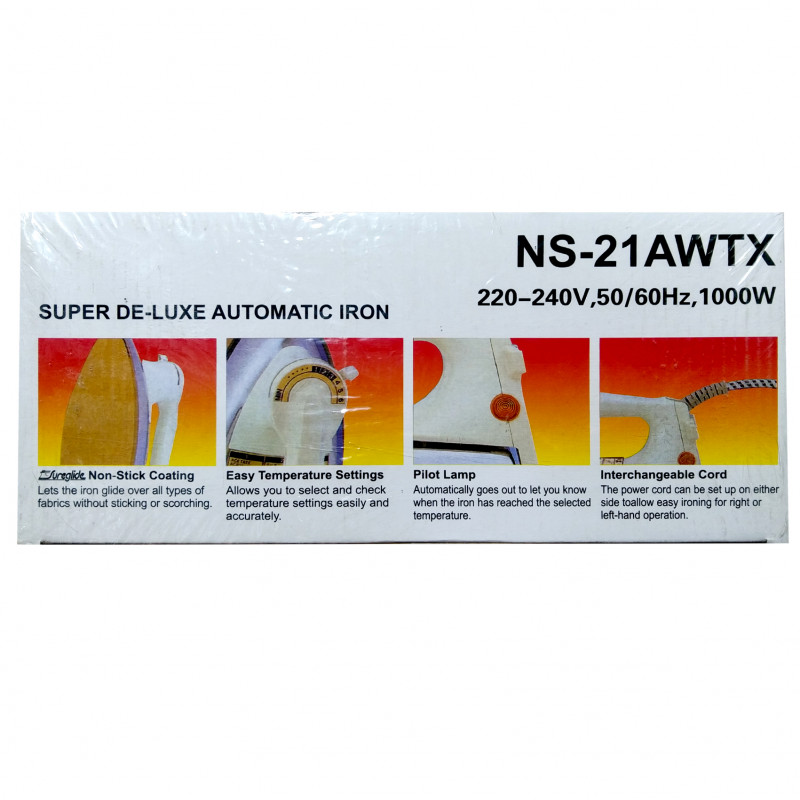 NS-21AWTX
220-240V,50/60Hz,1000W
SUPER DE-LUXE AUTOMATIC IRON
Sureglide Non-Stick Coating
Lets the iron glide over all types of
fabrics without sticking or scorching.
Easy Temperature Settings
Allows you to select and check
temperature settings easily and
accurately.
Pilot Lamp
Automatically goes out to let you know
when the iron has reached the selected
temperature.
Interchangeable Cord
The power cord can be set up on either
side toallow easy ironing for right or
left-hand operation.